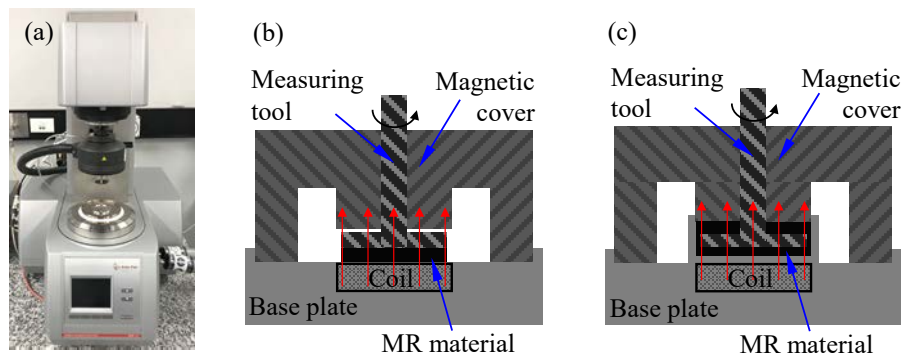 (a)
(b)
Measuring
tool
Magnetic
cover
Coil
Base plate
MR material
(c)
Measuring
tool
Magnetic
cover
Coil
Base plate
MR material